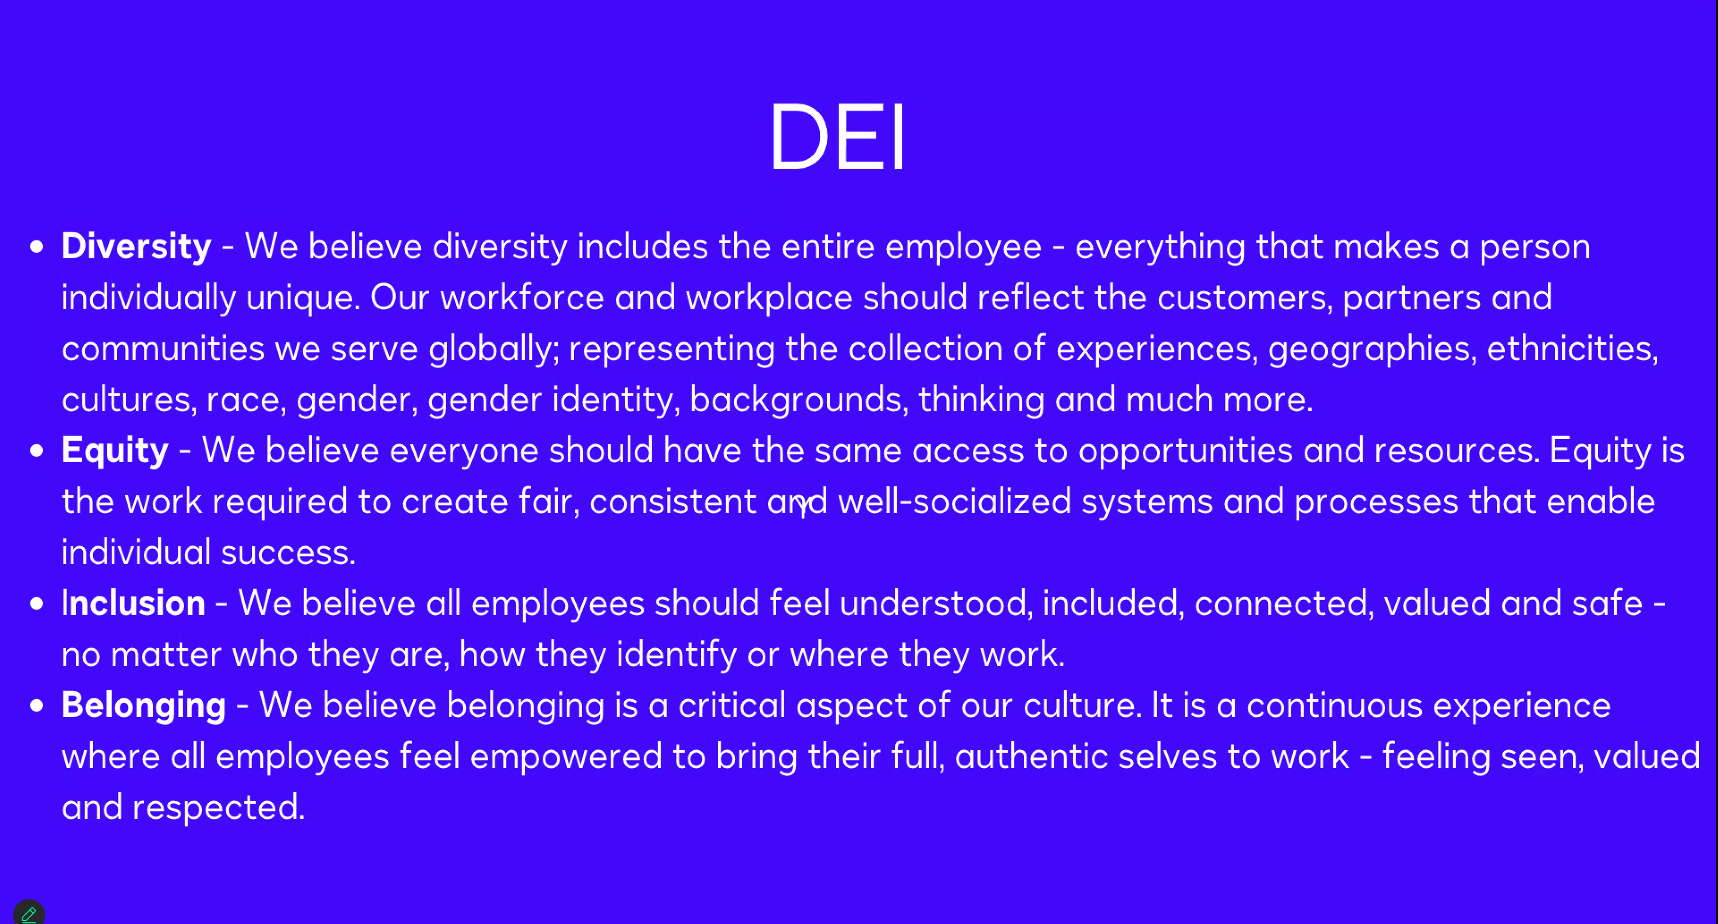 DEI
• Diversity - We believe diversity includes the entire employee - everything that makes a person
individually unique. Our workforce and workplace should reflect the customers, partners and
communities we serve globally; representing the collection of experiences, geographies, ethnicities,
cultures, race, gender, gender identity, backgrounds, thinking and much more.
• Equity - We believe everyone should have the same access to opportunities and resources. Equity is
the work required to create fair, consistent and well-socialized systems and processes that enable
individual success.
• Inclusion - We believe all employees should feel understood, included, connected, valued and safe -
no matter who they are, how they identify or where they work.
• Belonging - We believe belonging is a critical aspect of our culture. It is a continuous experience
where all employees feel empowered to bring their full, authentic selves to work - feeling seen, valued
and respected.